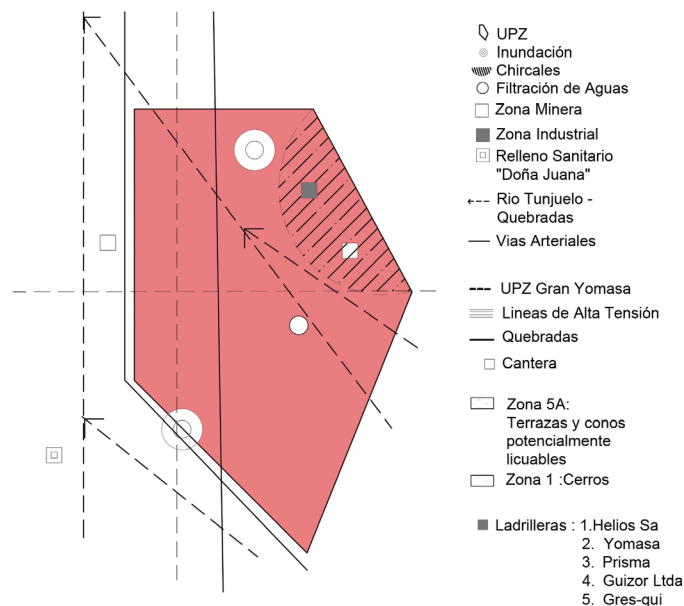 UPZ
Inundación
Chircales
Filtración de Aguas
Zona Minera
Zona Industrial
Relleno Sanitario
"Doña Juana"
Rio Tunjuelo -
Quebradas
Vias Arteriales
UPZ Gran Yomasa
Lineas de Alta Tensión
Quebradas
Cantera
Zona 5A:
Terrazas y conos
potencialmente
licuables
Zona 1 :Cerros
Ladrilleras : 1.Helios Sa
2. Yomasa
3. Prisma
4. Guizor Ltda
5. Gres-qui